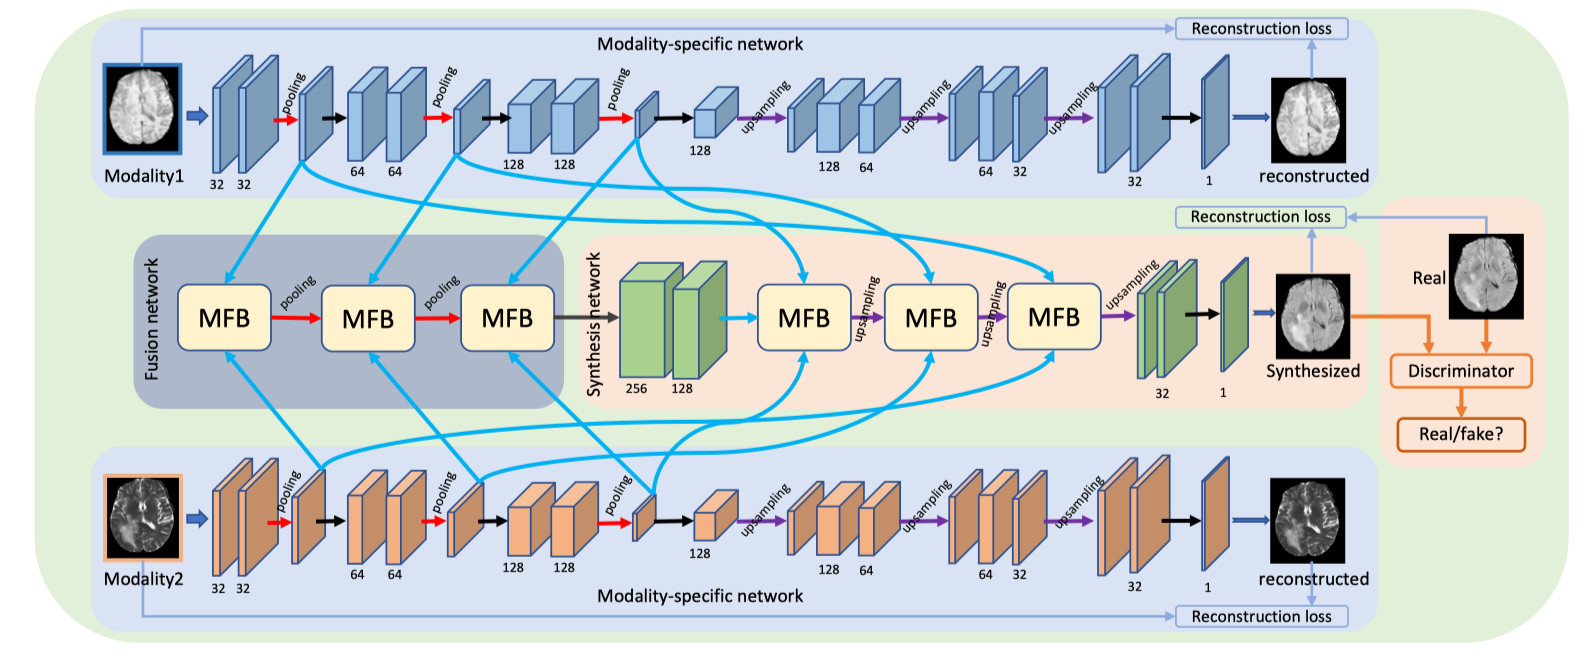 Reconstruction loss
Modality-specific network
pooling
pooling
pooling
upsampling
upsampling
upsampling
Modality1
32 32
64 64
128 128
128
128 64
64 32
32
1
reconstructed
Reconstruction loss
Fusion network
MFB
pooling
MFB
pooling
MFB
Synthesis network
256 128
MFB
upsampling
MFB
upsampling
MFB
upsampling
32
1
Synthesized
Real
Discriminator
Real/fake?
pooling
pooling
pooling
upsampling
upsampling
upsampling
Modality2
32 32
64 64
128 128
128
128 64
64 32
32
1
reconstructed
Modality-specific network
Reconstruction loss